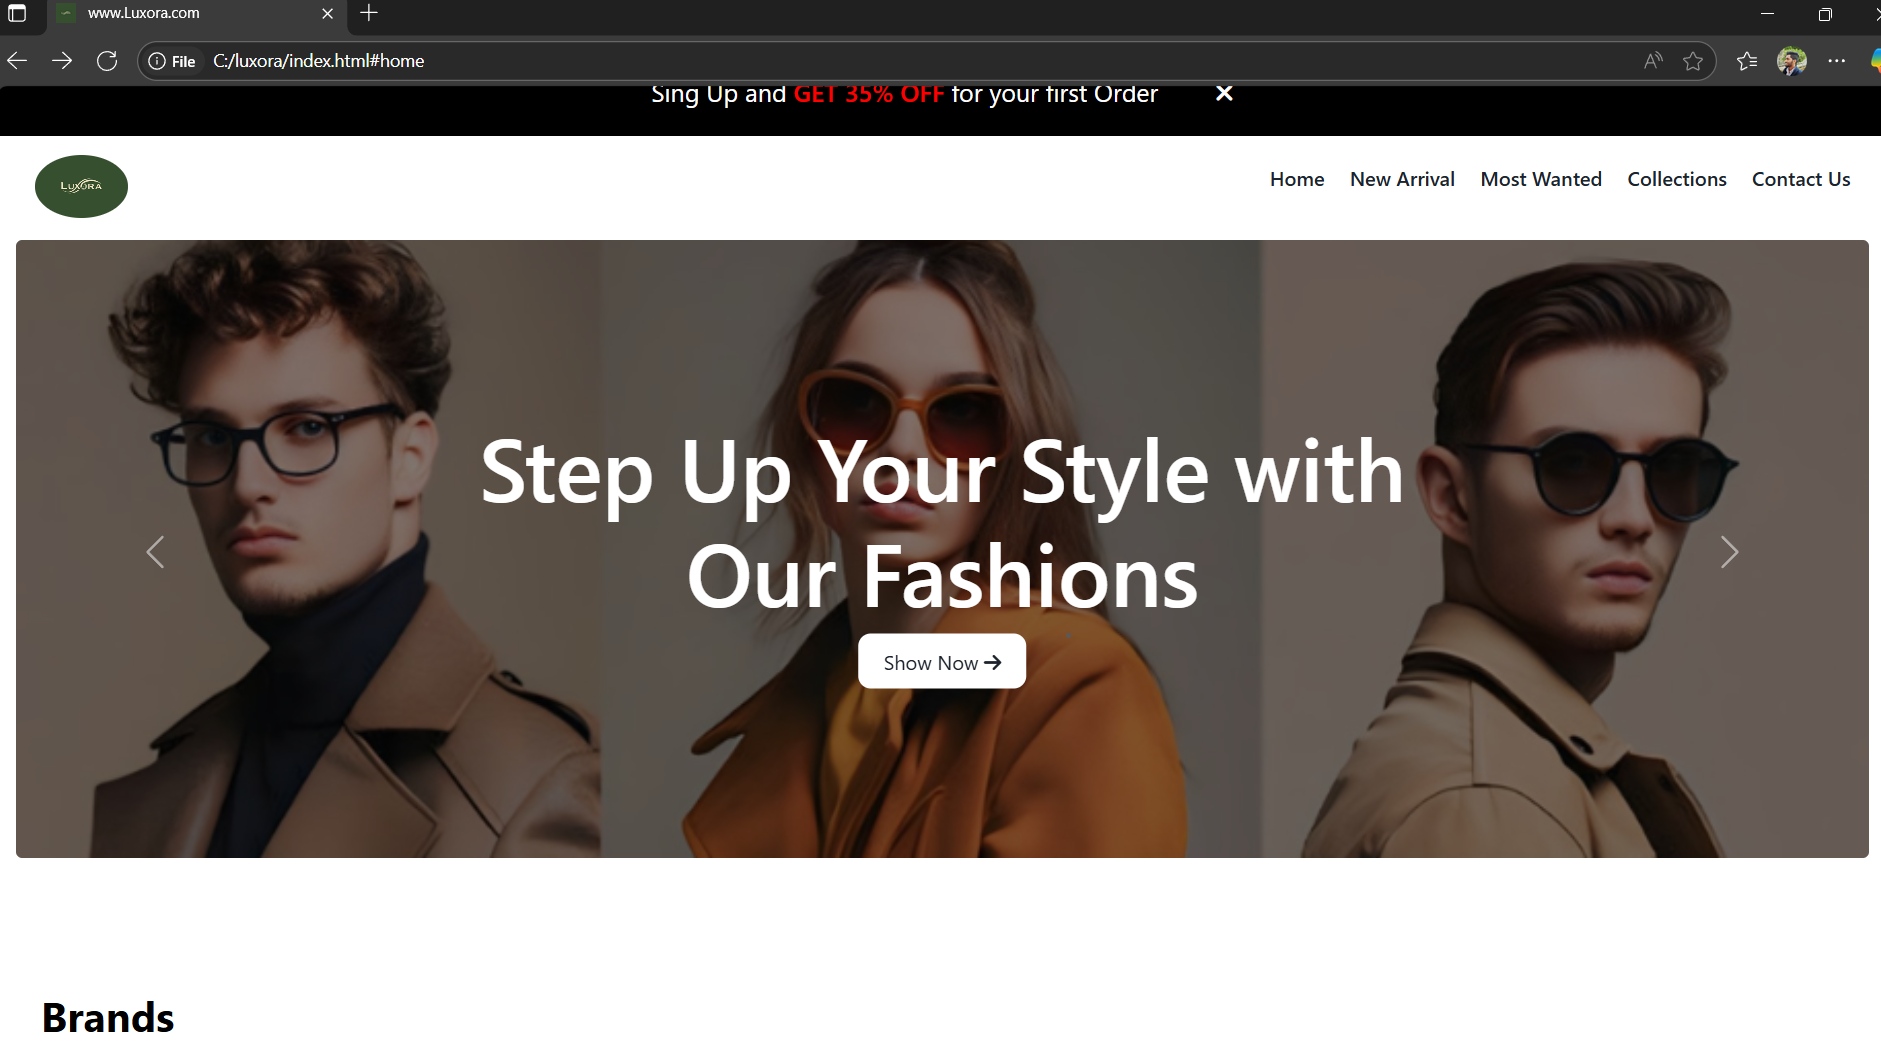 www.Luxora.com
File C:/luxora/index.html#home
Sing Up and GET 35% OFF for your first Order
LUXORA
Home New Arrival Most Wanted Collections Contact Us
Step Up Your Style with
Our Fashions
Show Now
Brands